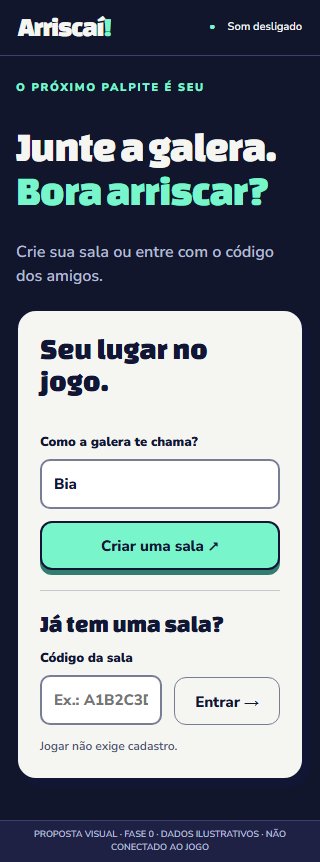 Arriscaí!
Som desligado
O PRÓXIMO PALPITE É SEU
Junte a galera.
Bora arriscar?
Crie sua sala ou entre com o código
dos amigos.
Seu lugar no
jogo.
Como a galera te chama?
Bia
Criar uma sala ↗
Já tem uma sala?
Código da sala
Ex.: A1B2C3
Entrar →
Jogar não exige cadastro.
PROPOSTA VISUAL · FASE 0 · DADOS ILUSTRATIVOS · NÃO
CONECTADO AO JOGO